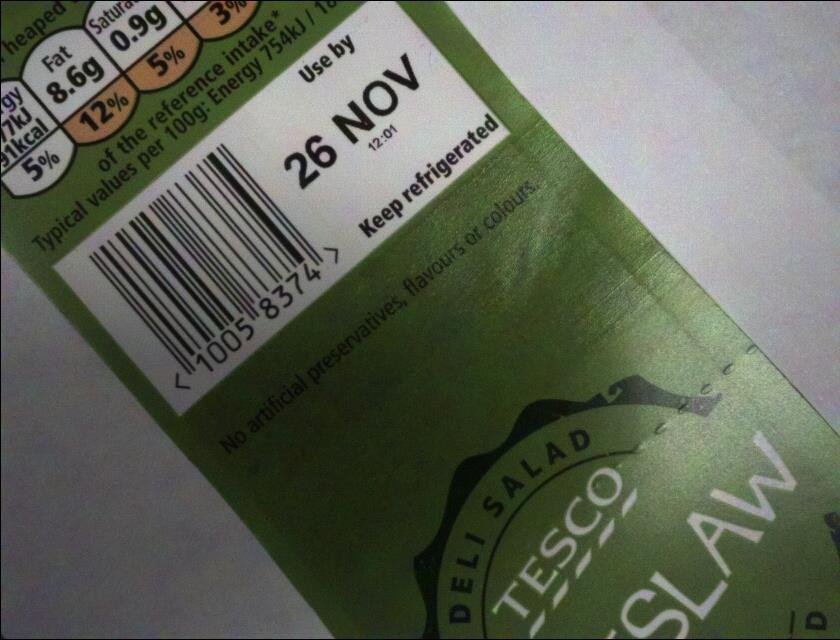 heaped
Fat
8.6g
12%
0.9g
5%
3%
5%
of the reference intake*
Typical values per 100g: Energy 754kJ /
Use by
26 NOV
12:01
Keep refrigerated
<1005 8374>
No artificial preservatives, flavours or colours.
DELI SALAD
TESCO
SLAW